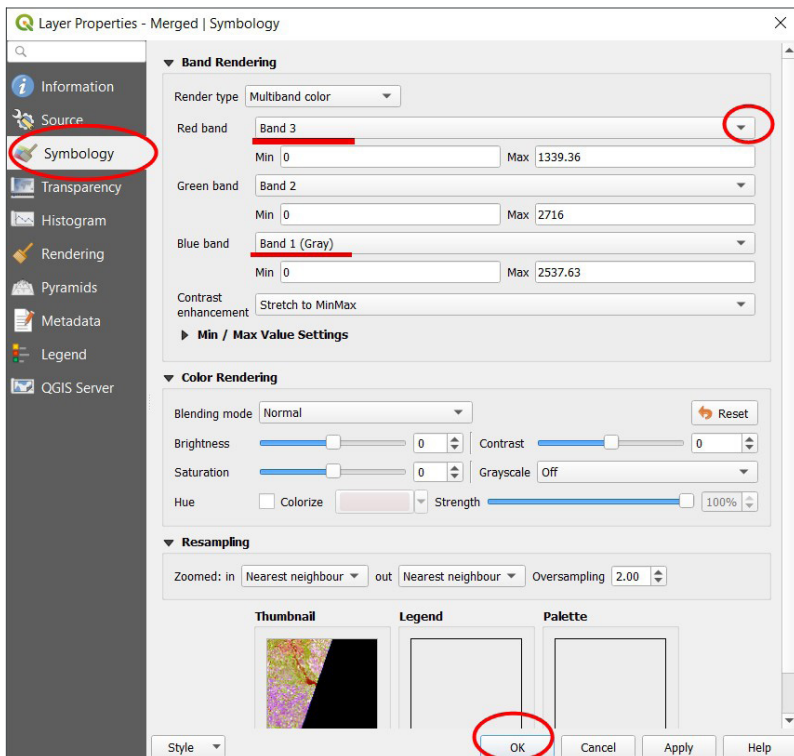 Layer Properties - Merged | Symbology
Information
Source
Symbology
Transparency
Histogram
Rendering
Pyramids
Metadata
Legend
QGIS Server
Band Rendering
Render type Multiband color
Red band Band 3
Min 0 Max 1339.36
Green band Band 2
Min 0 Max 2716
Blue band Band 1 (Gray)
Min 0 Max 2537.63
Contrast
enhancement Stretch to MinMax
Min / Max Value Settings
Color Rendering
Blending mode Normal Reset
Brightness 0 Contrast 0
Saturation 0 Grayscale Off
Hue Colorize Strength 100%
Resampling
Zoomed: in Nearest neighbour out Nearest neighbour Oversampling 2.00
Thumbnail Legend Palette
Style OK Cancel Apply Help